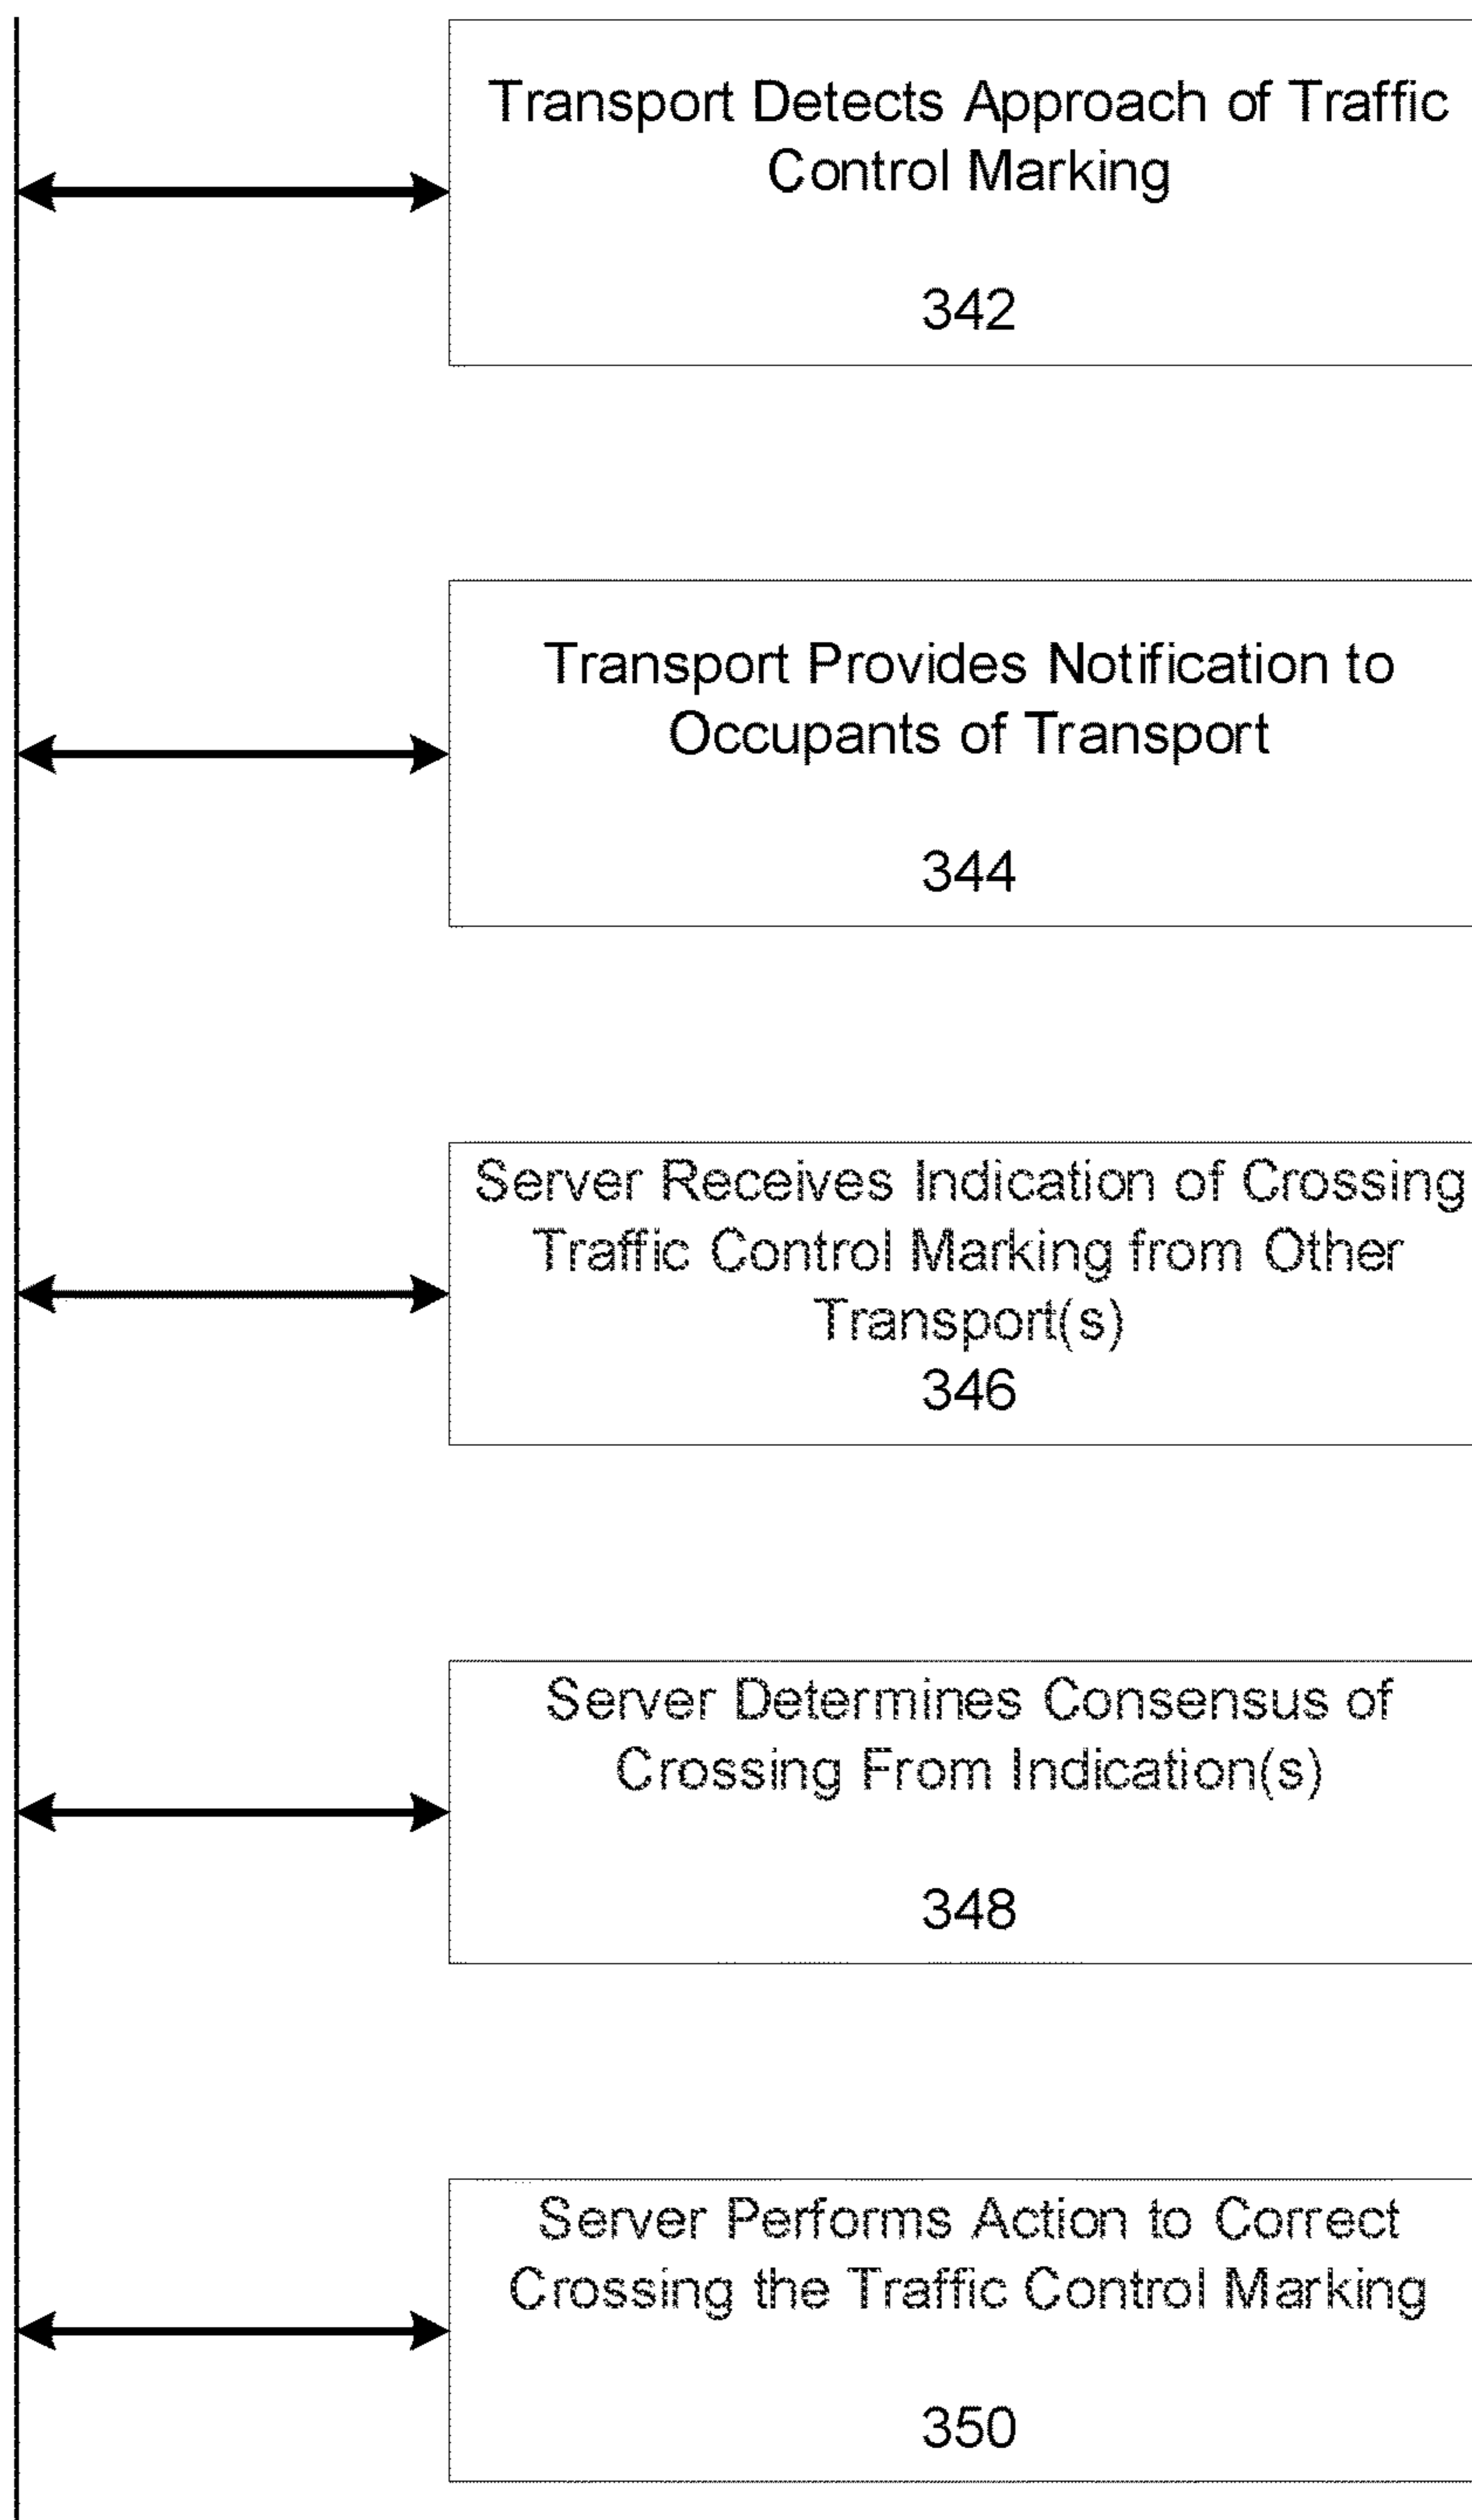 Transport Detects Approach of Traffic
Control Marking
342
Transport Provides Notification to
Occupants of Transport
344
Server Receives Indication of Crossing
Traffic Control Marking from Other
Transport(s)
346
Server Determines Consensus of
Crossing From Indication(s)
348
Server Performs Action to Correct
Crossing the Traffic Control Marking
350